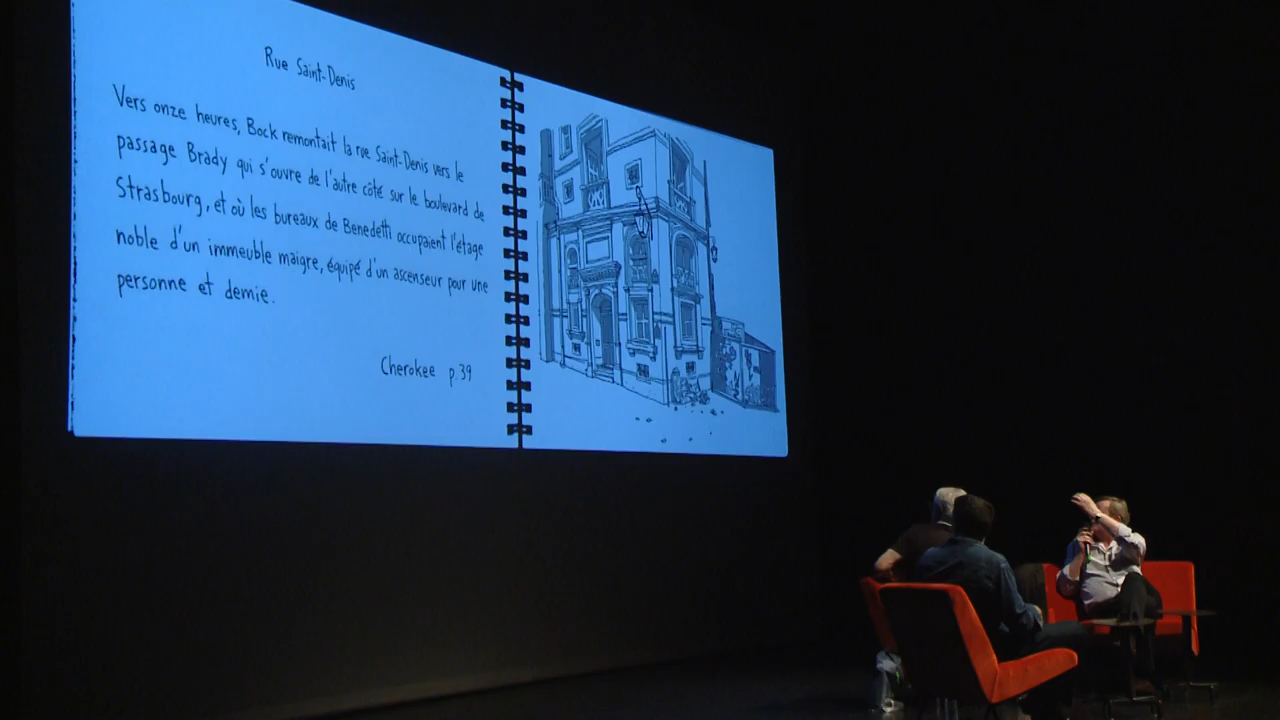 Rue Saint-Denis
Vers onze heures, Bock remontait la rue Saint-Denis vers le
passage Brady qui s'ouvre de l'autre côté sur le boulevard de
Strasbourg, et où les bureaux de Benedetti occupaient l'étage
noble d'un immeuble maigre, équipé d'un ascenseur pour une
personne et demie.
Cherokee p.39